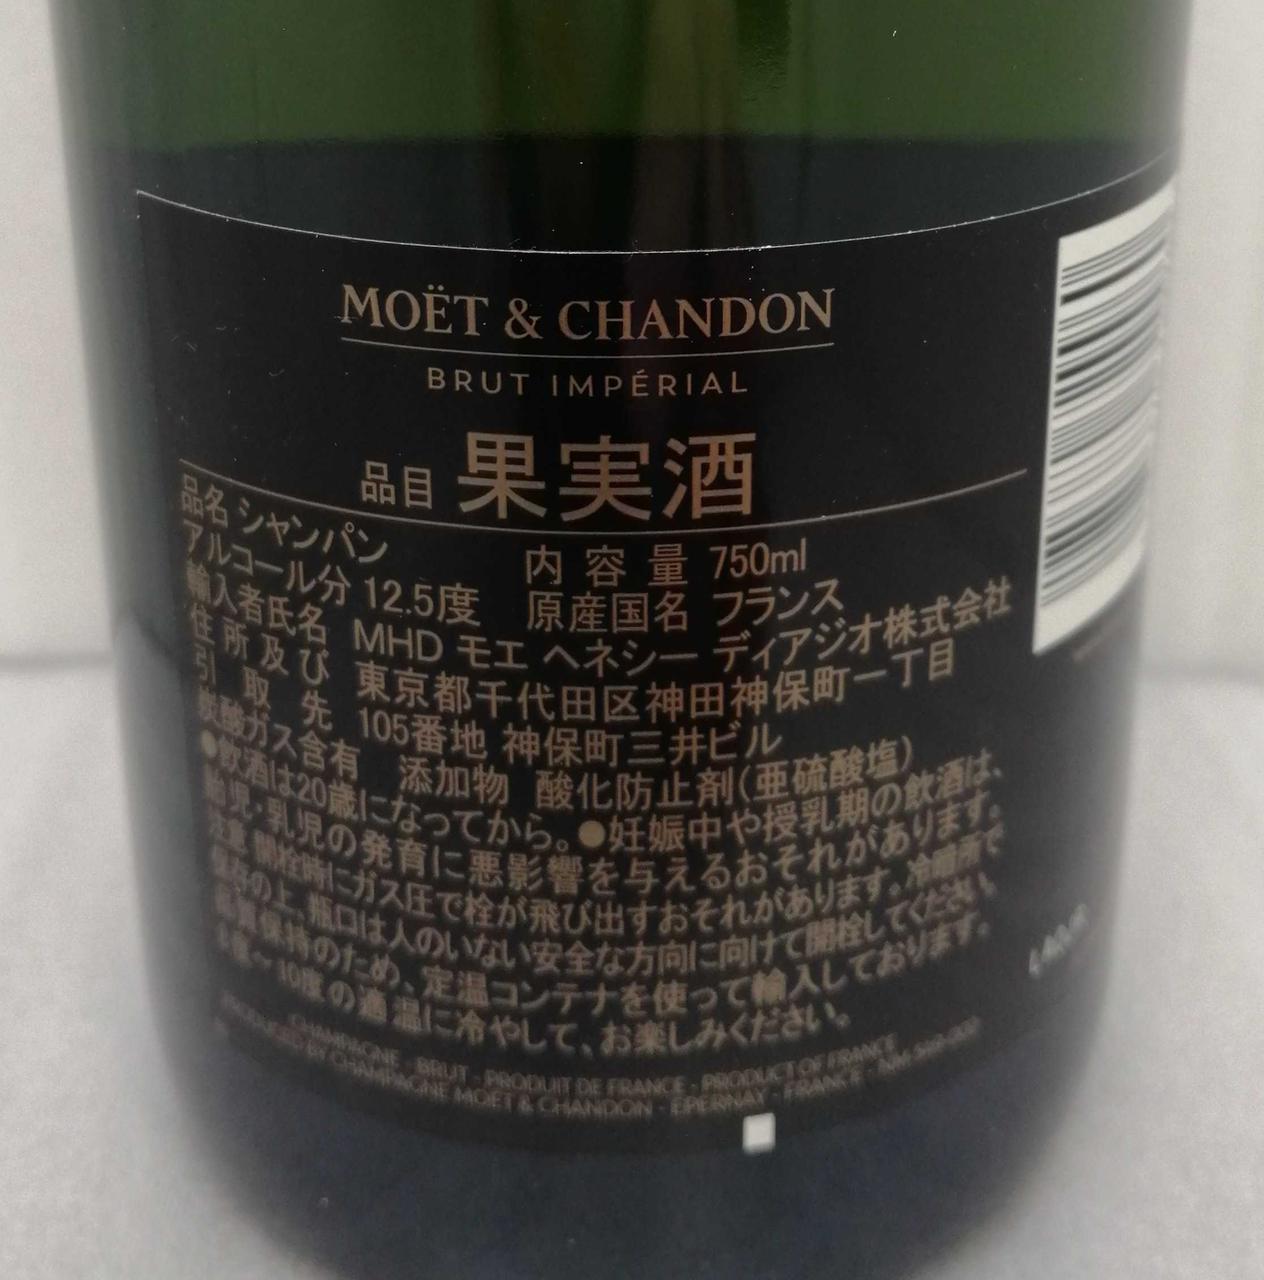 MOËT & CHANDON
BRUT IMPÉRIAL
品目 果実酒
品名 シャンパン 内容量 750ml
アルコール分 12.5度 原産国名 フランス
輸入者氏名 MHD モエ ヘネシー ディアジオ株式会社
住所及び 東京都千代田区神田神保町一丁目
引取先 105番地 神保町三井ビル
炭酸ガス含有 添加物 酸化防止剤(亜硫酸塩)
●飲酒は20歳になってから。●妊娠中や授乳期の飲酒は、
胎児・乳児の発育に悪影響を与えるおそれがあります。
注意 開栓時にガス圧で栓が飛び出すおそれがあります。冷暗所で
保存の上、瓶口は人のいない安全な方向に向けて開栓してください。
品質保持のため、定温コンテナを使って輸入しております。
～10度の適温に冷やして、お楽しみください。
CHAMPAGNE - BRUT - PRODUIT DE FRANCE - PRODUCT OF FRANCE
BY CHAMPAGNE MOËT & CHANDON - EPERNAY - FRANCE -